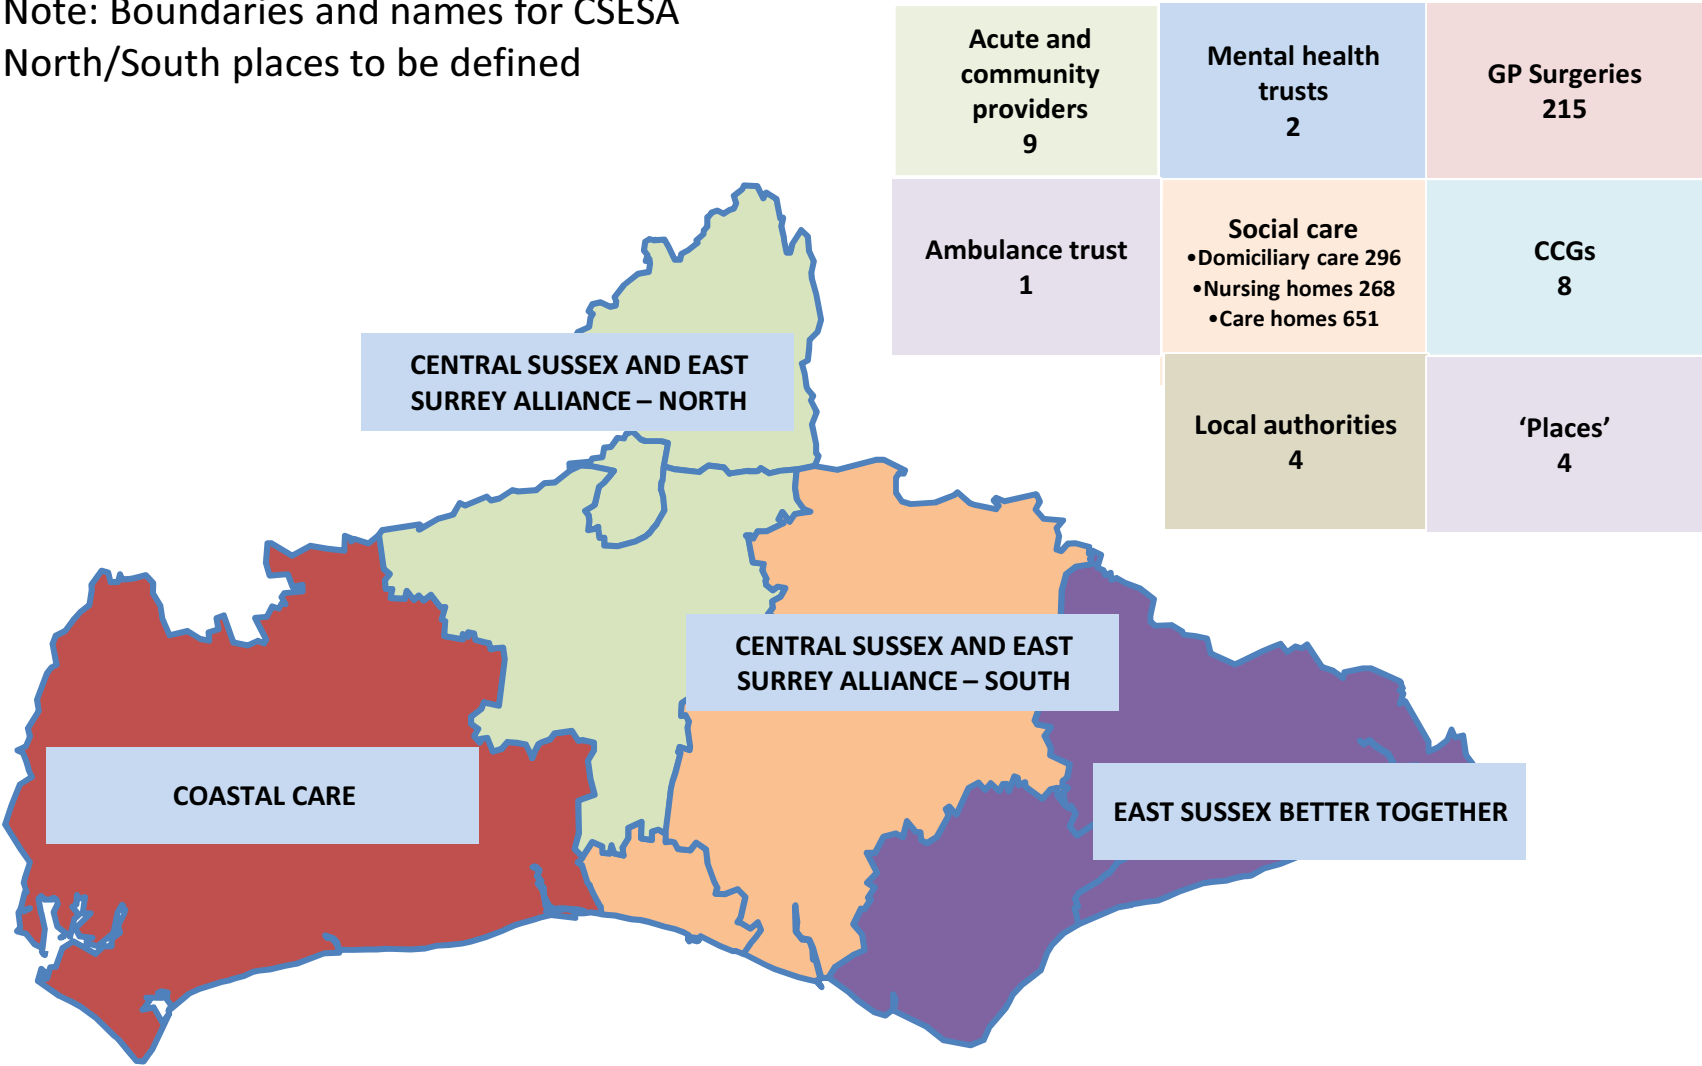 Note: Boundaries and names for CSESA
North/South places to be defined
Acute and
community
providers
9
Mental health
trusts
2
GP Surgeries
215
Ambulance trust
1
Social care
•Domiciliary care 296
•Nursing homes 268
•Care homes 651
CCGs
8
Local authorities
4
‘Places’
4
CENTRAL SUSSEX AND EAST
SURREY ALLIANCE – NORTH
CENTRAL SUSSEX AND EAST
SURREY ALLIANCE – SOUTH
COASTAL CARE
EAST SUSSEX BETTER TOGETHER